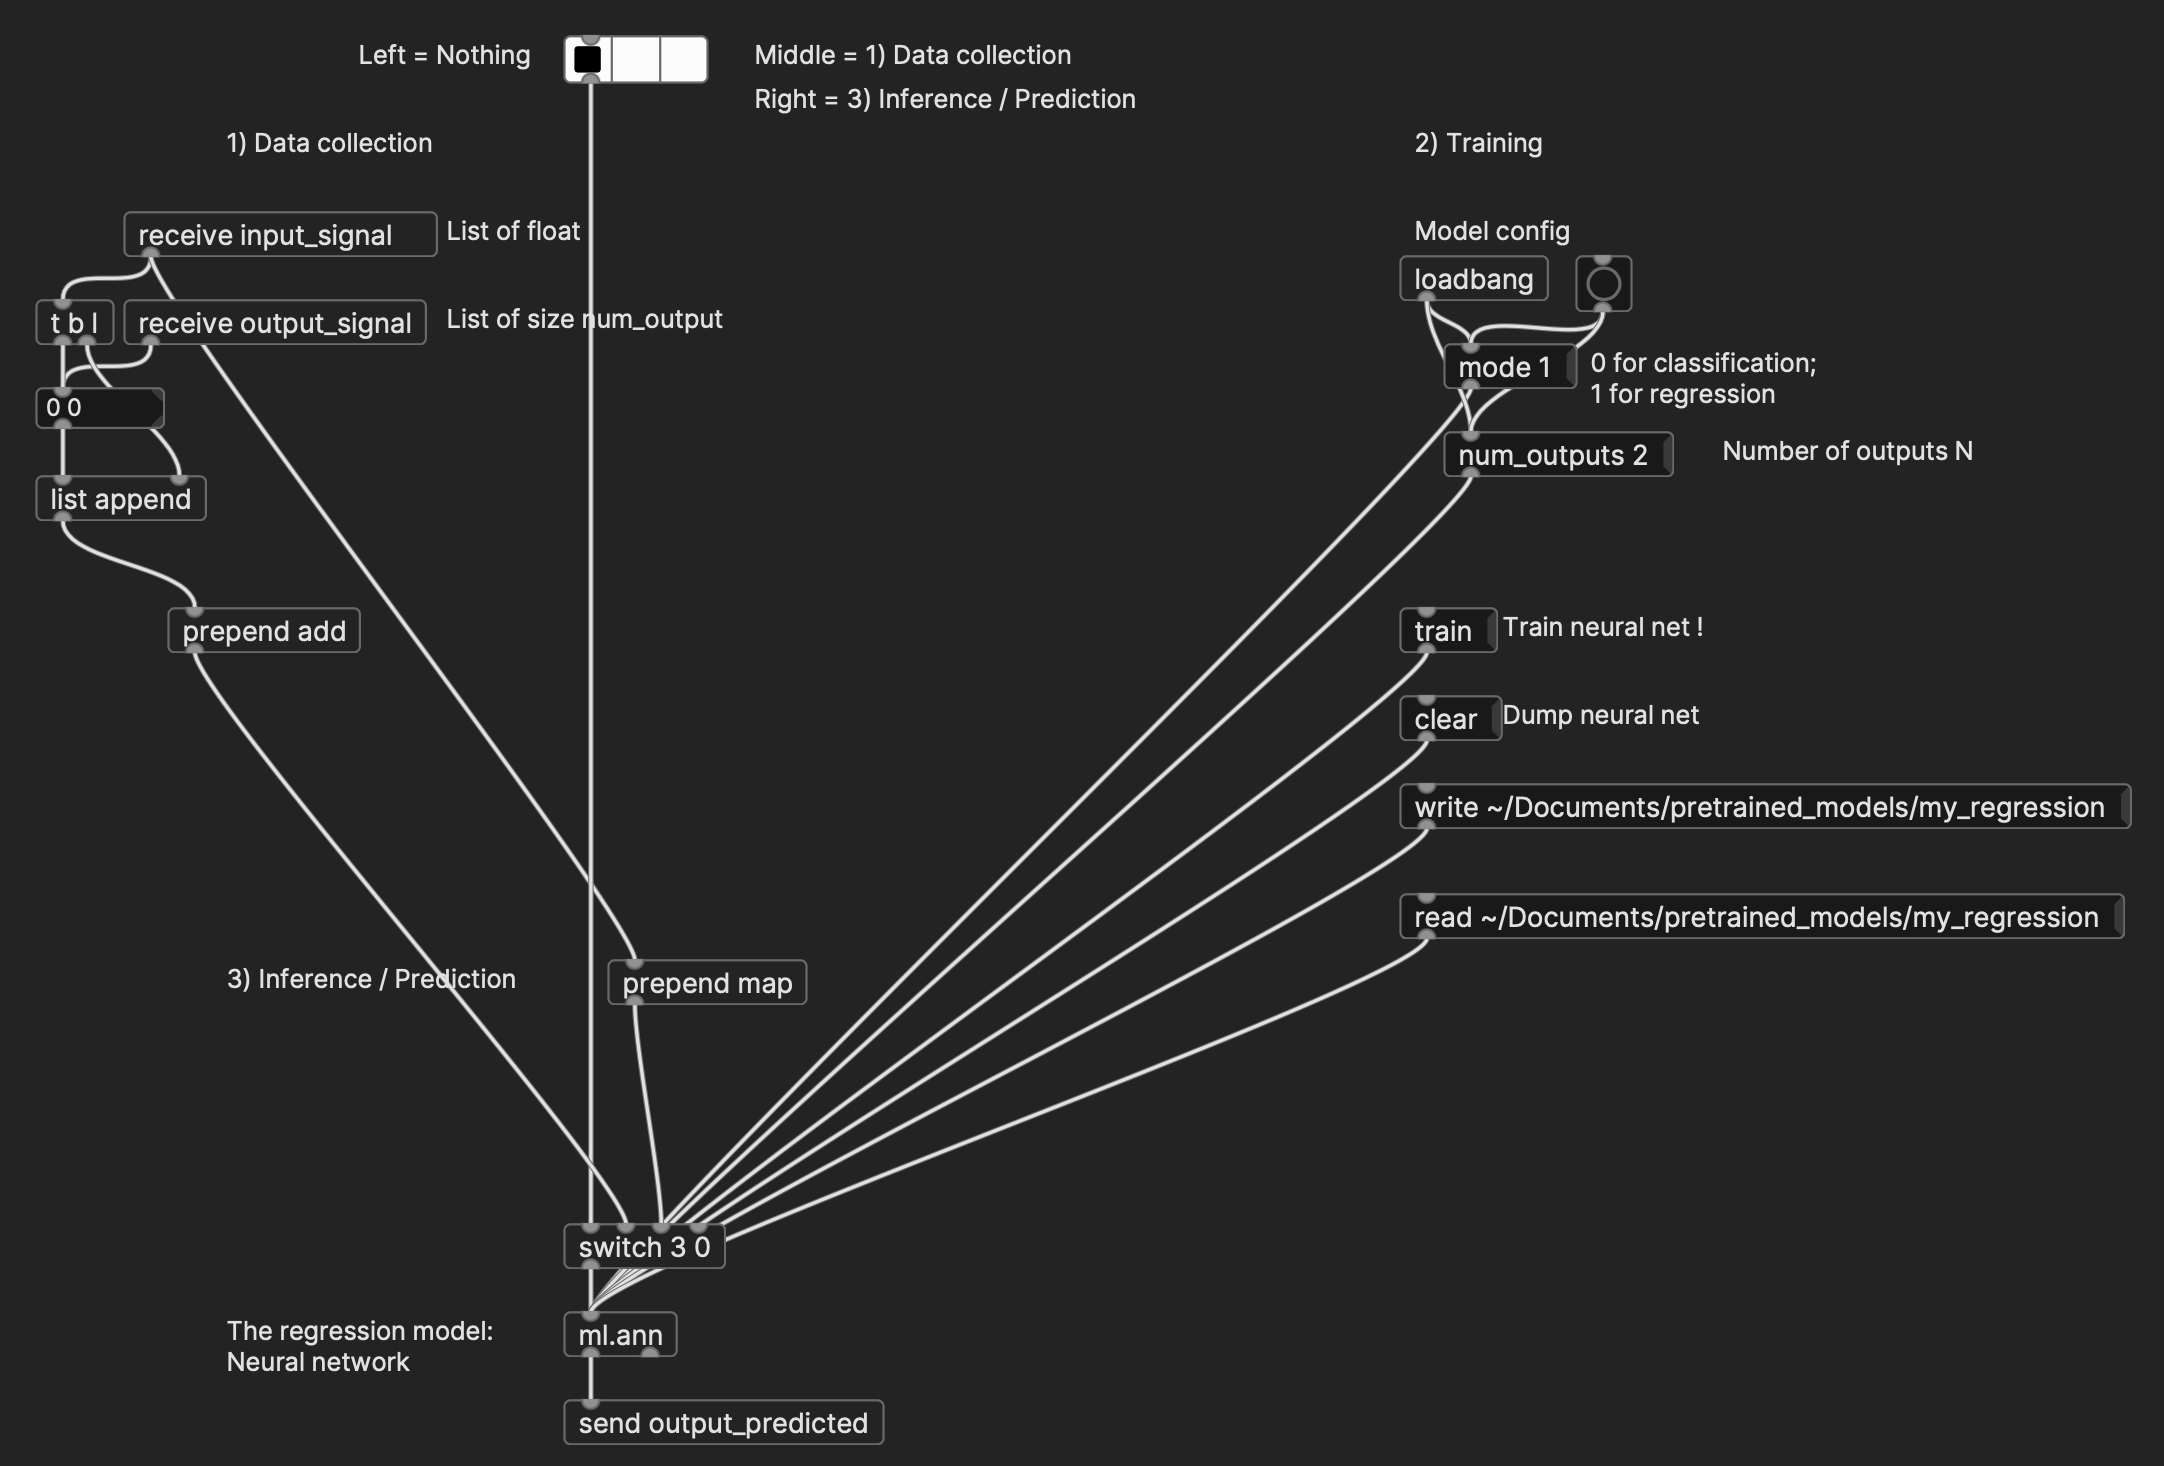 Left = Nothing
Middle = 1) Data collection
Right = 3) Inference / Prediction
1) Data collection
2) Training
receive input_signal
List of float
Model config
loadbang
t b l
receive output_signal
List of size num_output
mode 1
0 for classification;
1 for regression
0 0
num_outputs 2
Number of outputs N
list append
prepend add
train
Train neural net !
clear
Dump neural net
write ~/Documents/pretrained_models/my_regression
read ~/Documents/pretrained_models/my_regression
3) Inference / Prediction
prepend map
switch 3 0
The regression model:
Neural network
ml.ann
send output_predicted